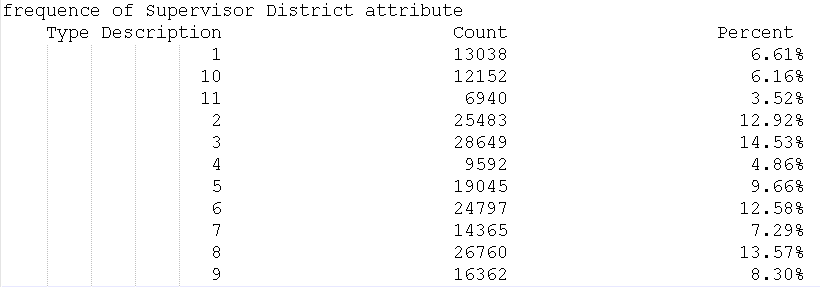 frequence of Supervisor District attribute
Type Description Count Percent
1 13038 6.61%
10 12152 6.16%
11 6940 3.52%
2 25483 12.92%
3 28649 14.53%
4 9592 4.86%
5 19045 9.66%
6 24797 12.58%
7 14365 7.29%
8 26760 13.57%
9 16362 8.30%